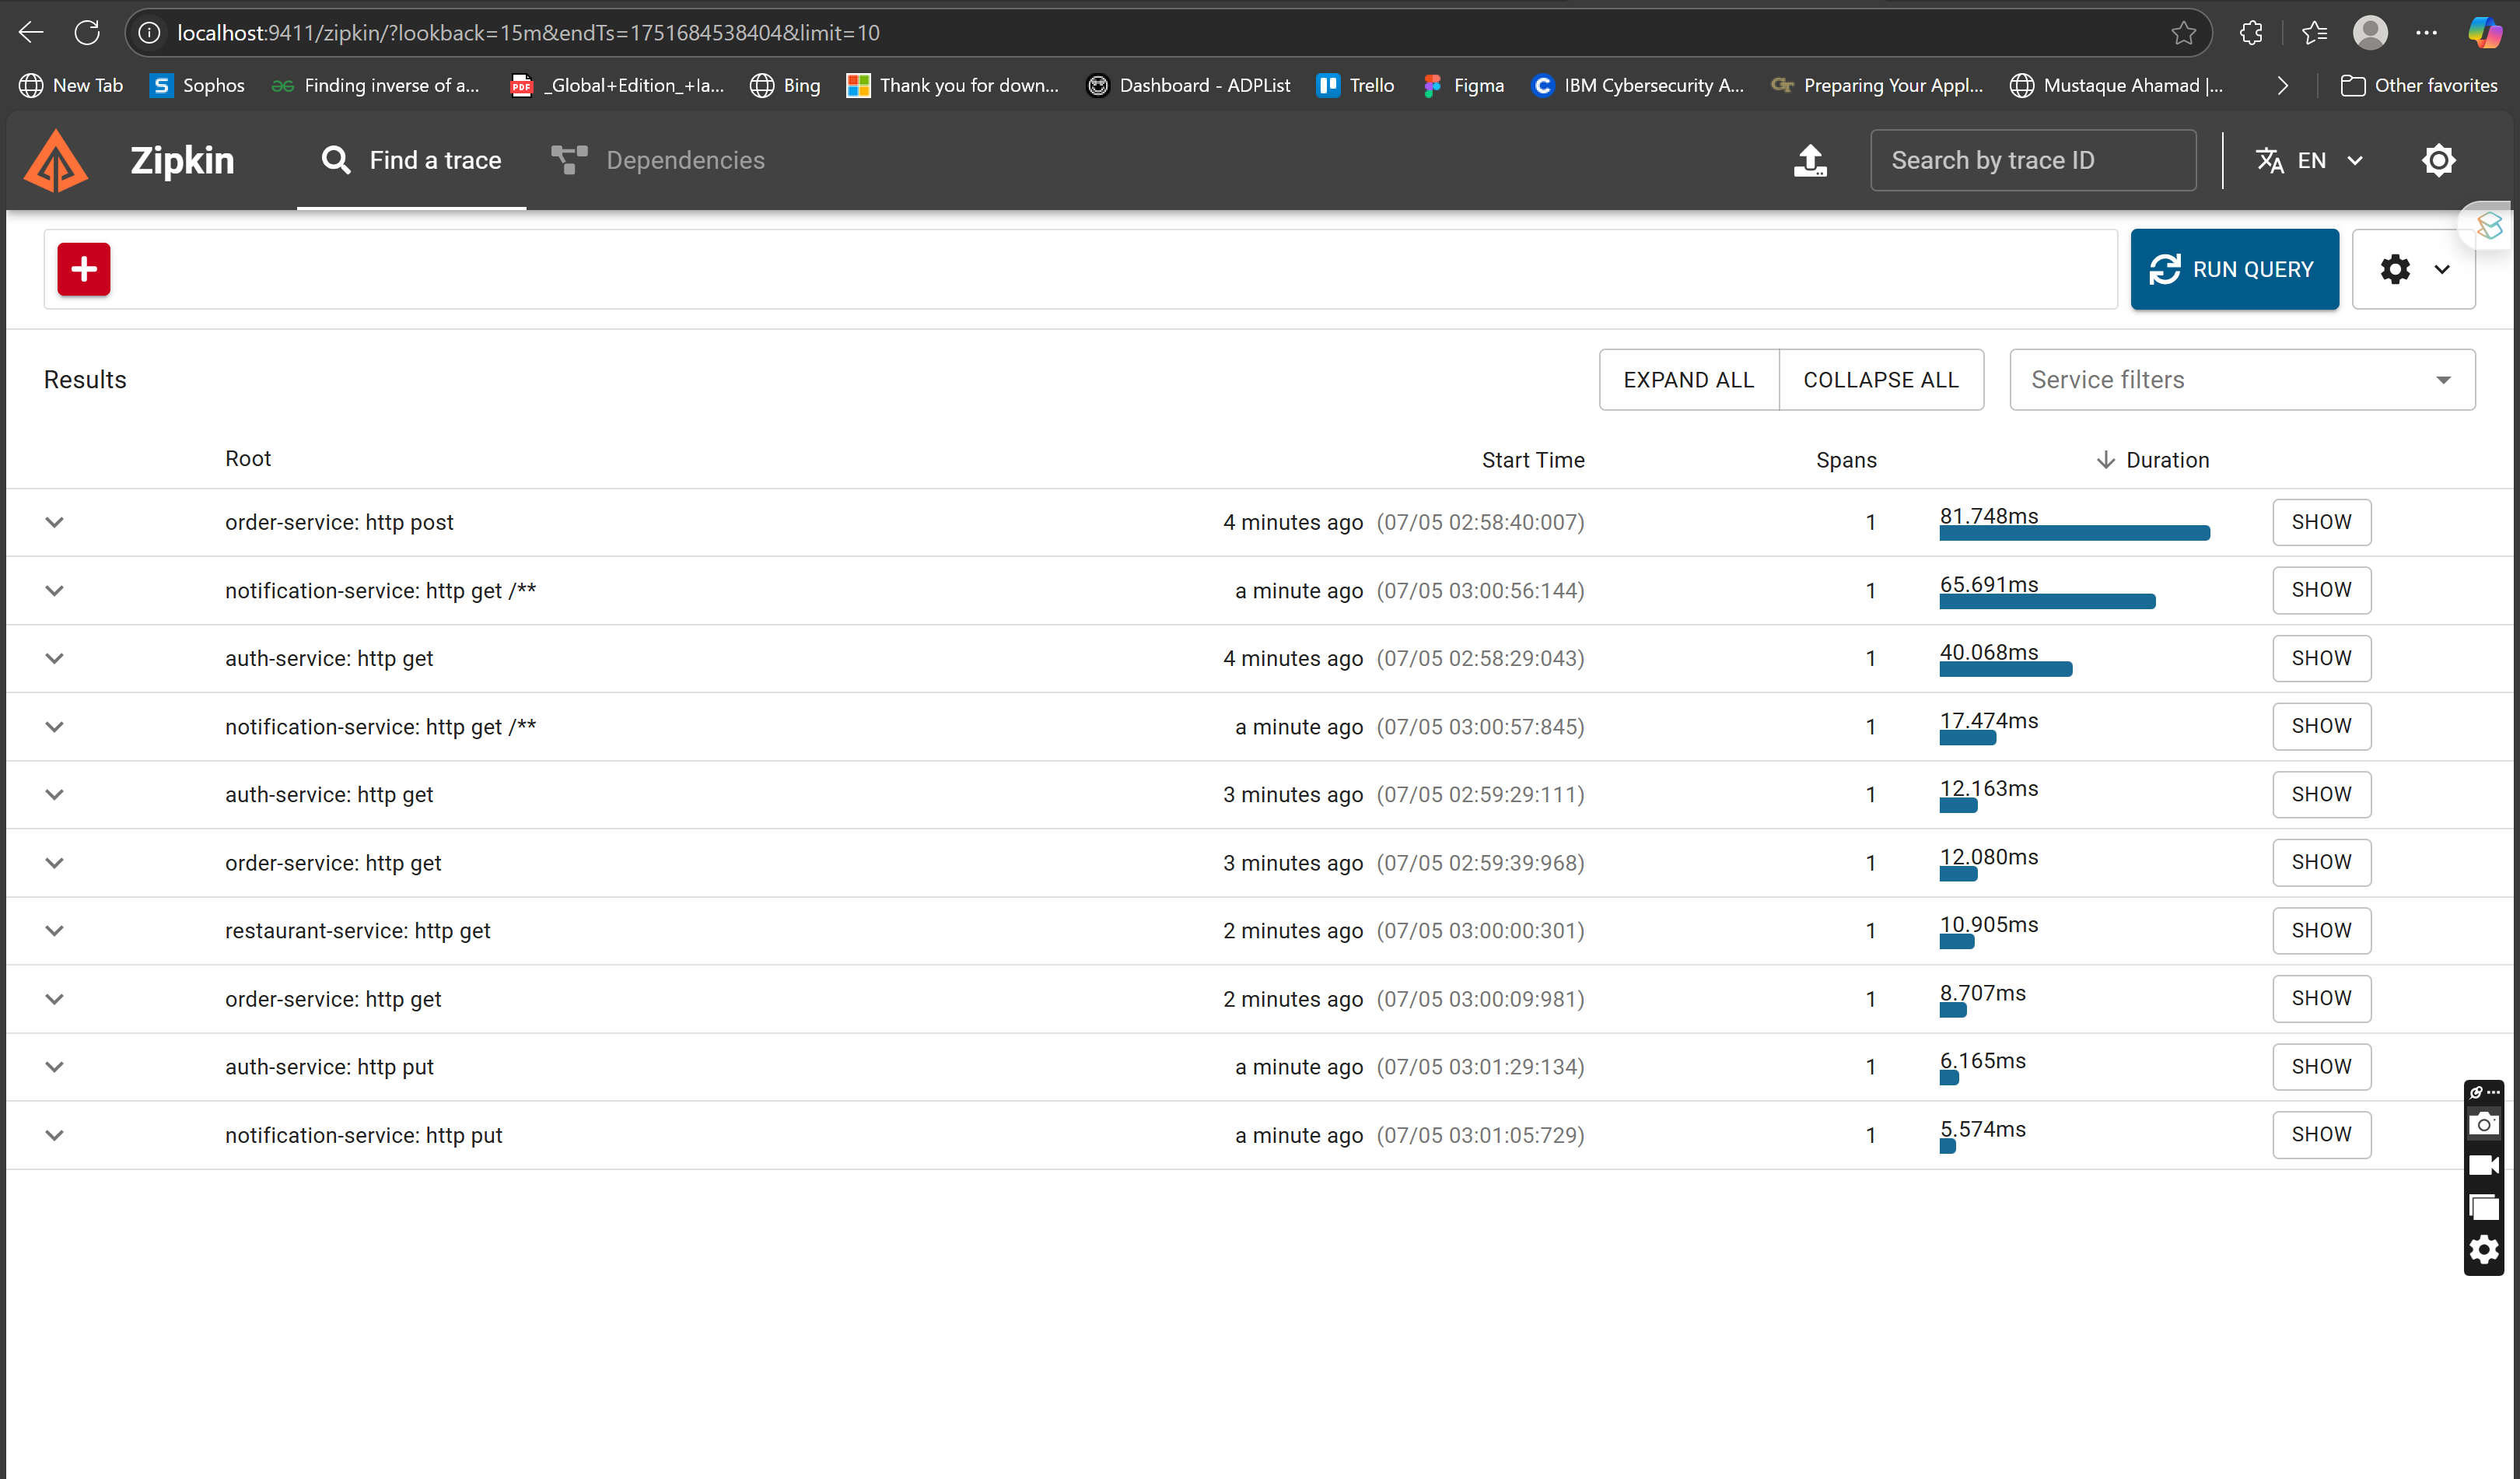 localhost:9411/zipkin/?lookback=15m&endTs=1751684538404&limit=10
New Tab Sophos Finding inverse of a... _Global+Edition_+la... Bing Thank you for down... Dashboard - ADPList Trello Figma IBM Cybersecurity A... Preparing Your Appl... Mustaque Ahamad |... Other favorites
Zipkin Find a trace Dependencies Search by trace ID EN
RUN QUERY
Results EXPAND ALL COLLAPSE ALL Service filters
Root Start Time Spans Duration
order-service: http post 4 minutes ago (07/05 02:58:40:007) 1 81.748ms SHOW
notification-service: http get /** a minute ago (07/05 03:00:56:144) 1 65.691ms SHOW
auth-service: http get 4 minutes ago (07/05 02:58:29:043) 1 40.068ms SHOW
notification-service: http get /** a minute ago (07/05 03:00:57:845) 1 17.474ms SHOW
auth-service: http get 3 minutes ago (07/05 02:59:29:111) 1 12.163ms SHOW
order-service: http get 3 minutes ago (07/05 02:59:39:968) 1 12.080ms SHOW
restaurant-service: http get 2 minutes ago (07/05 03:00:00:301) 1 10.905ms SHOW
order-service: http get 2 minutes ago (07/05 03:00:09:981) 1 8.707ms SHOW
auth-service: http put a minute ago (07/05 03:01:29:134) 1 6.165ms SHOW
notification-service: http put a minute ago (07/05 03:01:05:729) 1 5.574ms SHOW